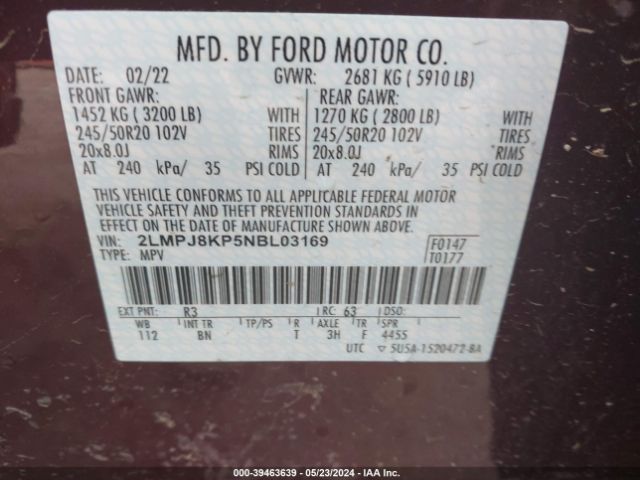 MFD. BY FORD MOTOR CO.
DATE: 02/22 GVWR: 2681 KG ( 5910 LB)
FRONT GAWR: REAR GAWR:
1452 KG ( 3200 LB) WITH 1270 KG ( 2800 LB) WITH
245/50R20 102V TIRES 245/50R20 102V TIRES
20x8.0J RIMS 20x8.0J RIMS
AT 240 kPa/ 35 PSI COLD AT 240 kPa/ 35 PSI COLD
THIS VEHICLE CONFORMS TO ALL APPLICABLE FEDERAL MOTOR
VEHICLE SAFETY AND THEFT PREVENTION STANDARDS IN
EFFECT ON THE DATE OF MANUFACTURE SHOWN ABOVE.
VIN: 2LMPJ8KP5NBL03169 F0147
TYPE: MPV T0177
EXT PNT: R3 RC: 63 DSO:
WB INT TR TP/PS R AXLE TR SPR
112 BN T 3H F 4455
UTC ▽ 5U5A-1520472-BA
000-39463639 - 05/23/2024 - IAA Inc.